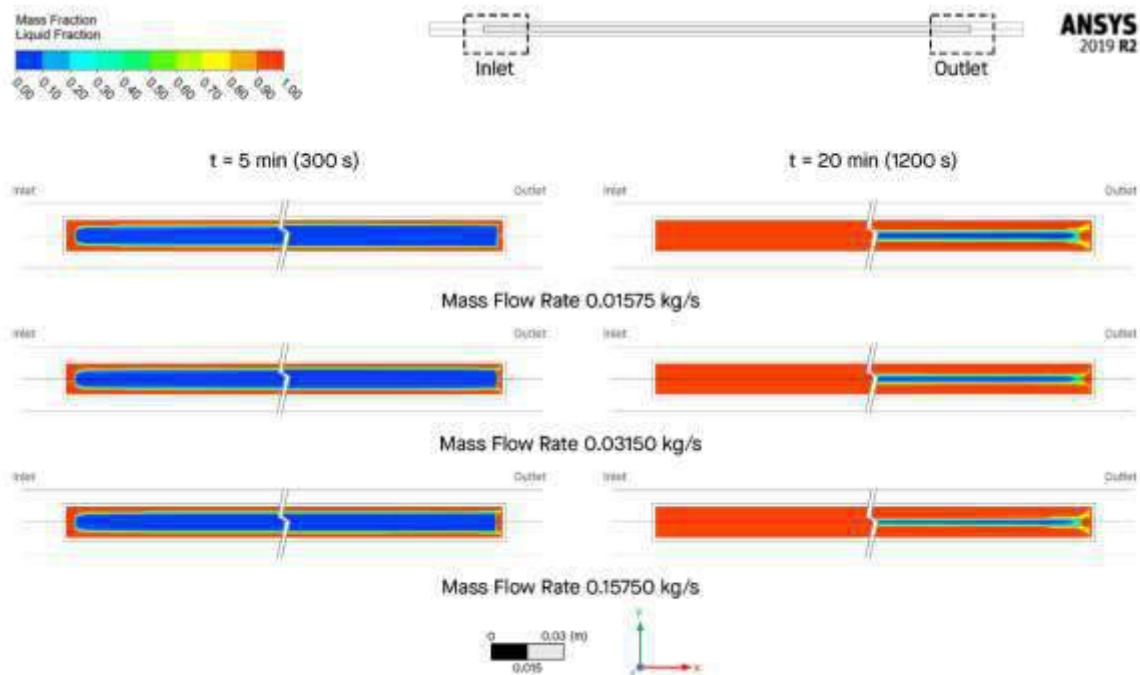 Mass Fraction
Liquid Fraction
0.00 0.10 0.20 0.30 0.40 0.50 0.60 0.70 0.80 0.90 1.00
Inlet
Outlet
ANSYS
2019 R2
t = 5 min (300 s)
t = 20 min (1200 s)
Inlet Outlet Inlet Outlet
Mass Flow Rate 0.01575 kg/s
Inlet Outlet Inlet Outlet
Mass Flow Rate 0.03150 kg/s
Inlet Outlet Inlet Outlet
Mass Flow Rate 0.15750 kg/s
0 0.03 (m)
0.015
Y
X